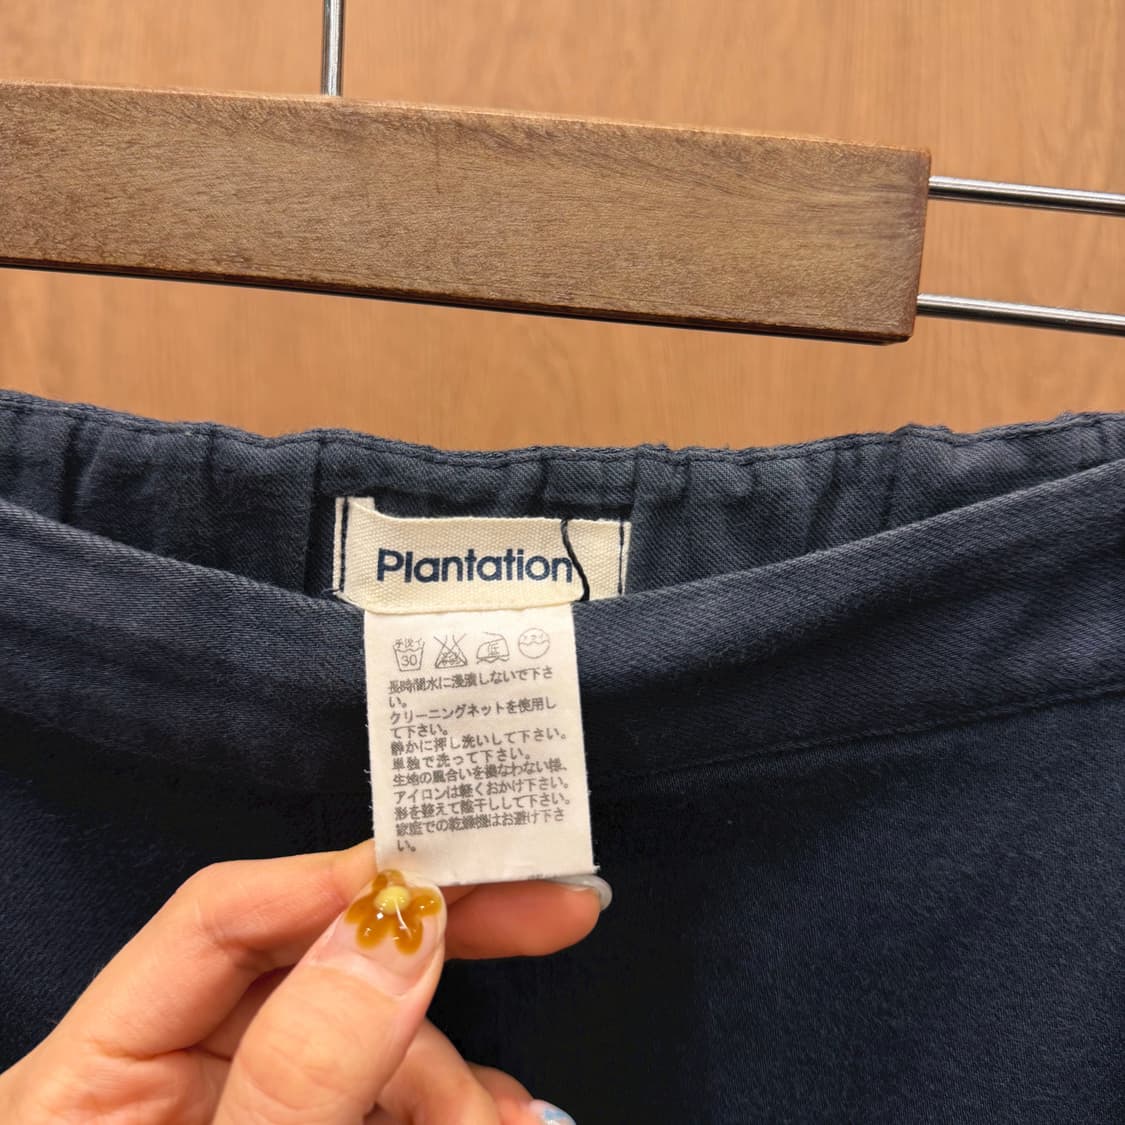 Plantation
手洗イ
30
低
ドライ
長時間水に浸漬しないで下さ
い。
クリーニングネットを使用し
て下さい。
静かに押し洗いして下さい。
単独で洗って下さい。
生地の風合いを損なわない様、
アイロンは軽くおかけ下さい。
形を整えて陰干しして下さい。
家庭での乾燥機はお避け下さ
い。